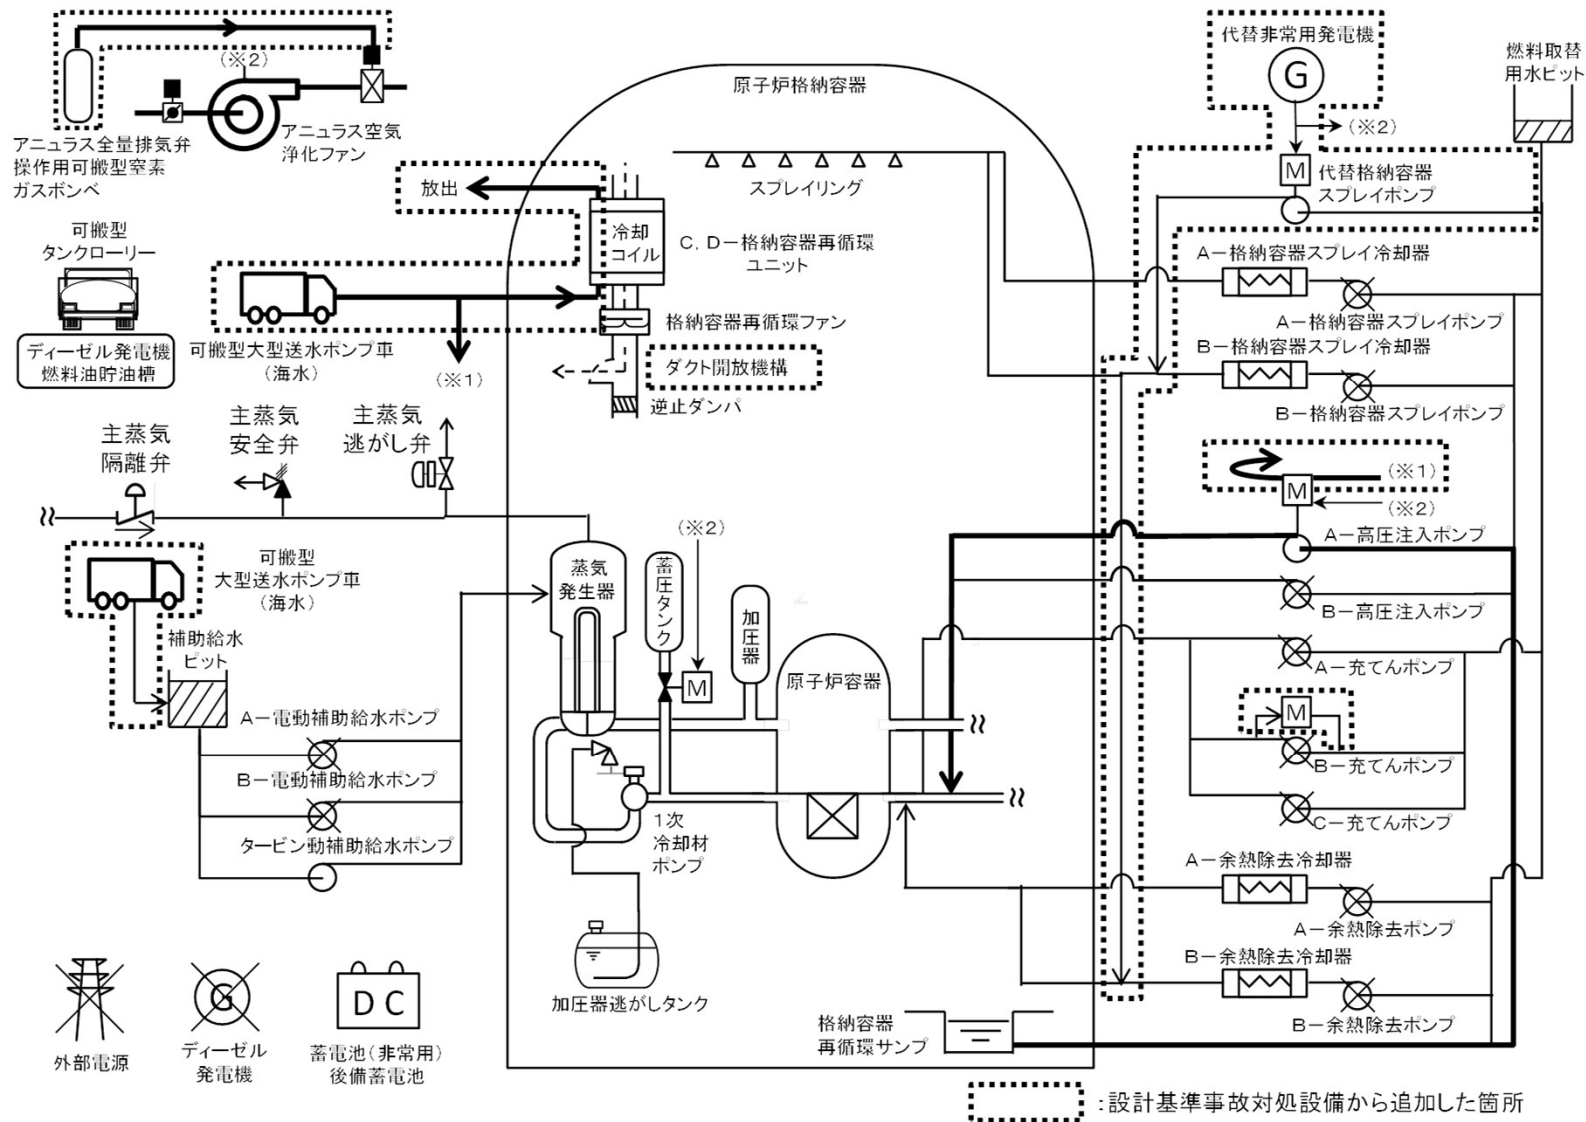 (※2)
アニュラス空気
浄化ファン
アニュラス全量排気弁
操作用可搬型窒素
ガスボンベ
可搬型
タンクローリー
ディーゼル発電機
燃料油貯油槽
放出
可搬型大型送水ポンプ車
(海水)
(※1)
原子炉格納容器
スプレイリング
冷却
コイル
C,D-格納容器再循環
ユニット
格納容器再循環ファン
ダクト開放機構
逆止ダンパ
代替非常用発電機
G
(※2)
M
代替格納容器
スプレイポンプ
燃料取替
用水ピット
A-格納容器スプレイ冷却器
A-格納容器スプレイポンプ
B-格納容器スプレイ冷却器
B-格納容器スプレイポンプ
主蒸気
隔離弁
主蒸気
安全弁
主蒸気
逃がし弁
可搬型
大型送水ポンプ車
(海水)
補助給水
ピット
A-電動補助給水ポンプ
B-電動補助給水ポンプ
タービン動補助給水ポンプ
蒸気
発生器
蓄圧タンク
(※2)
M
加圧器
原子炉容器
1次
冷却材
ポンプ
加圧器逃がしタンク
(※1)
M
(※2)
A-高圧注入ポンプ
B-高圧注入ポンプ
A-充てんポンプ
M
B-充てんポンプ
C-充てんポンプ
A-余熱除去冷却器
A-余熱除去ポンプ
B-余熱除去冷却器
B-余熱除去ポンプ
格納容器
再循環サンプ
外部電源
G
ディーゼル
発電機
DC
蓄電池(非常用)
後備蓄電池
:設計基準事故対処設備から追加した箇所